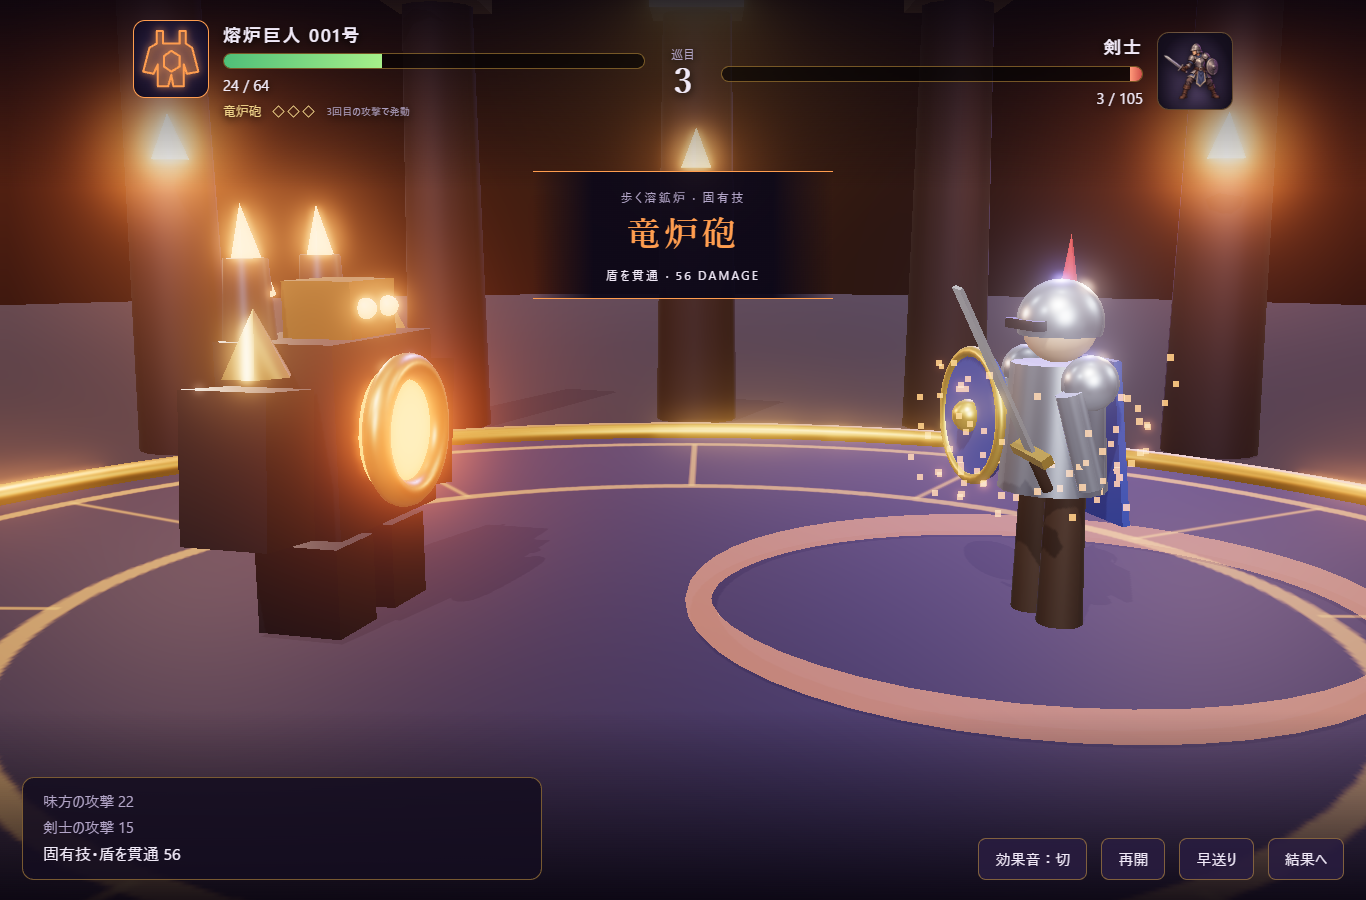 熔炉巨人 001号
24 / 64
竜炉砲 ◇◇◇ 3回目の攻撃で発動
巡目
3
剣士
3 / 105
歩く溶鉱炉・固有技
竜炉砲
盾を貫通・56 DAMAGE
味方の攻撃 22
剣士の攻撃 15
固有技・盾を貫通 56
効果音：切
再開
早送り
結果へ